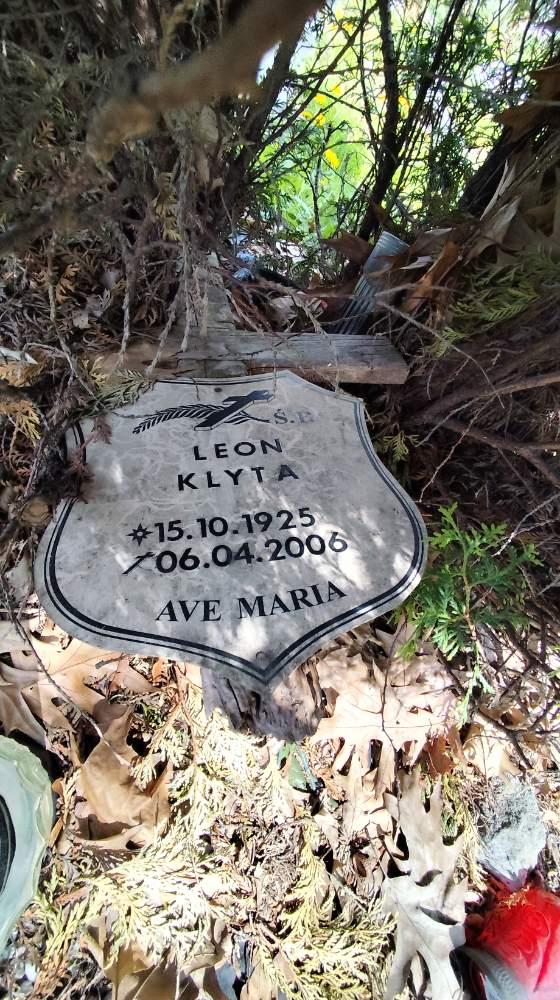 Ś.P.
LEON
KLYTA
15.10.1925
06.04.2006
AVE MARIA